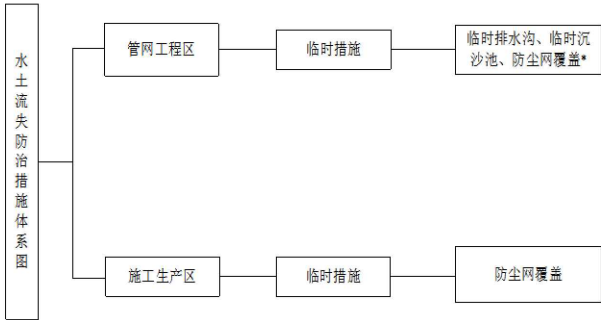 水土流失防治措施体系图
管网工程区
临时措施
临时排水沟、临时沉
沙池、防尘网覆盖*
施工生产区
临时措施
防尘网覆盖